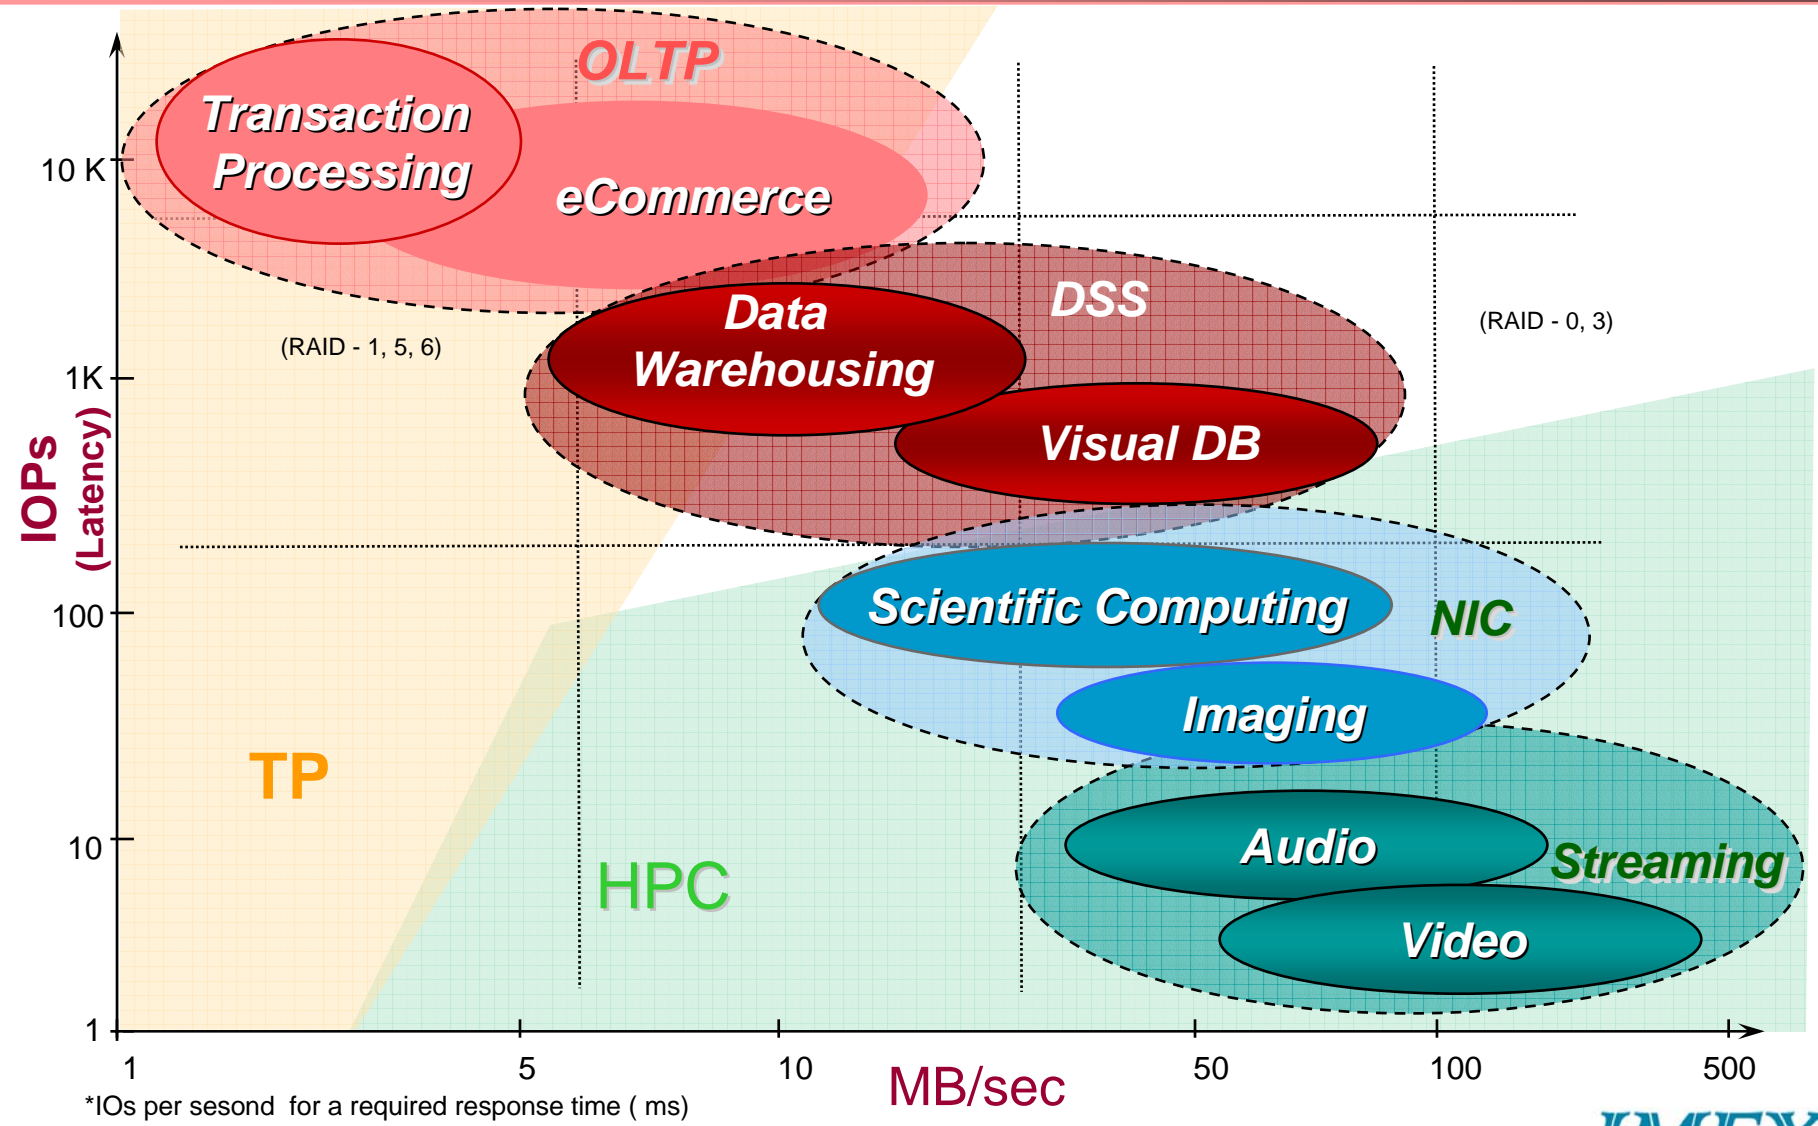 OLTP
Transaction
Processing
eCommerce
10 K
Data
Warehousing
DSS
(RAID - 0, 3)
(RAID - 1, 5, 6)
1K
Visual DB
IOPs
(Latency)
Scientific Computing
NIC
100
Imaging
TP
Audio
Streaming
10
HPC
Video
1
1
5
10
50
100
500
MB/sec
*IOs per sesond for a required response time ( ms)